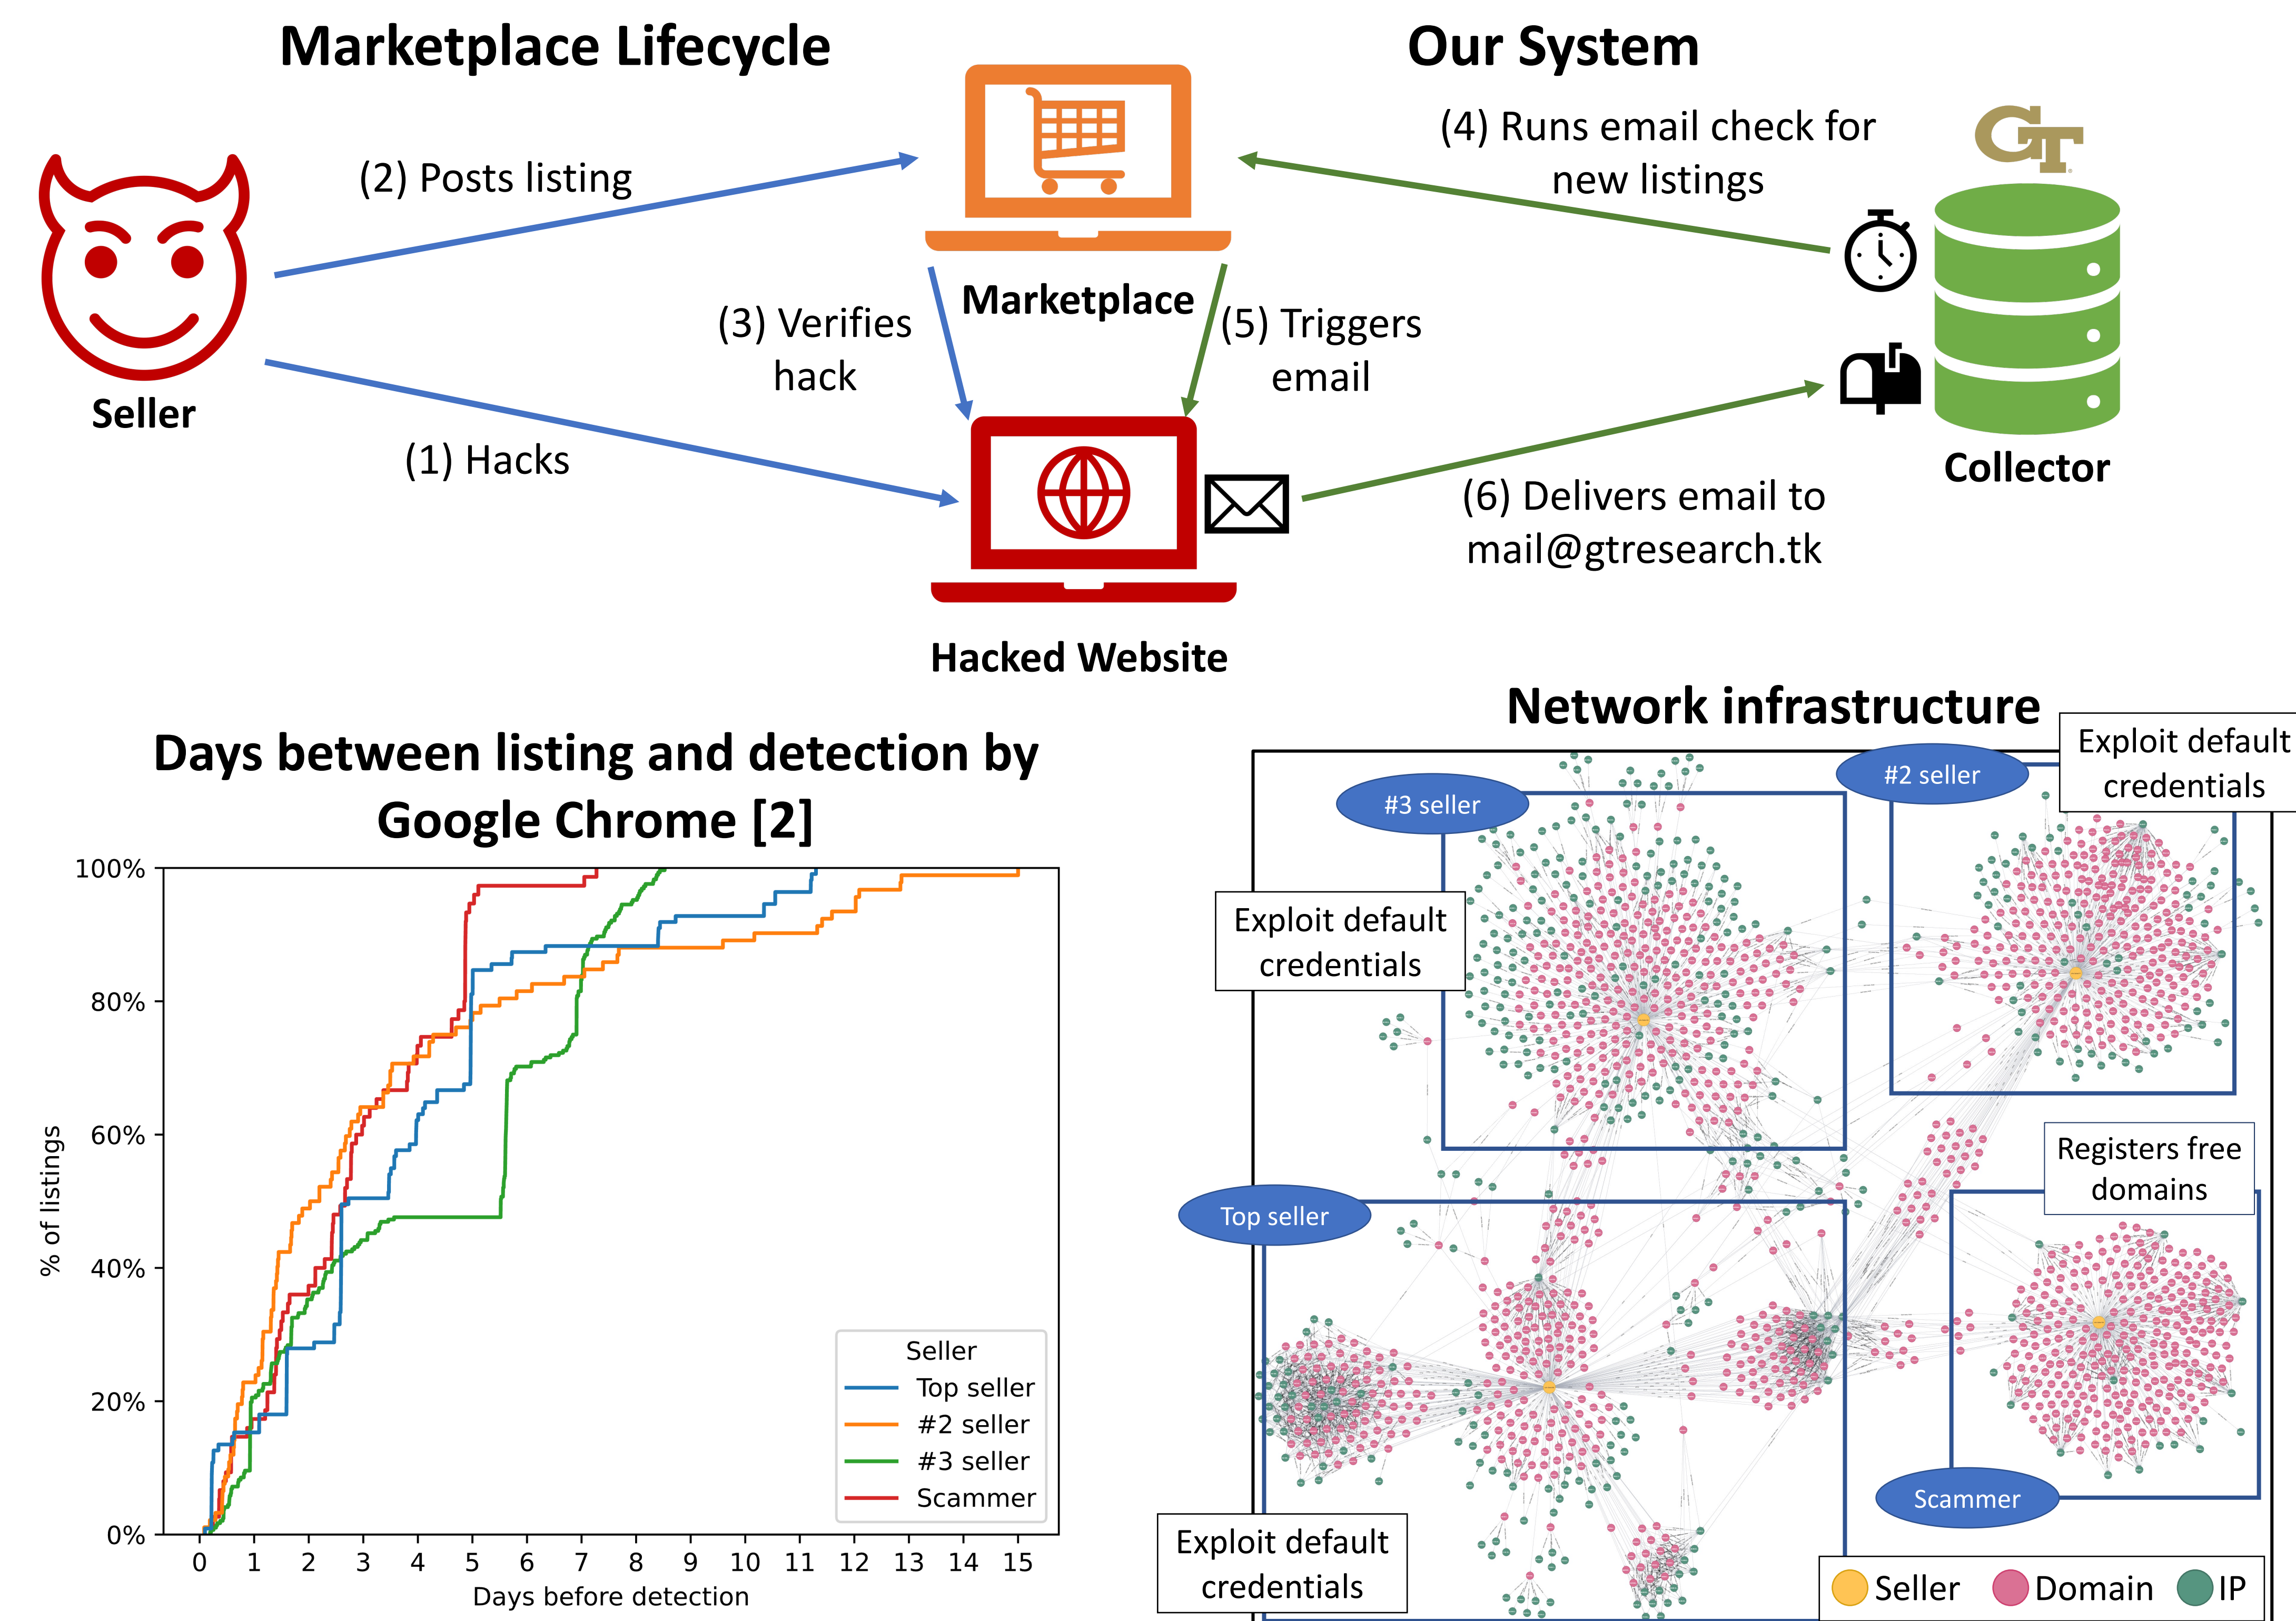 Marketplace Lifecycle
Our System
(2) Posts listing
(4) Runs email check for
new listings
GT
Marketplace
(3) Verifies
hack
(5) Triggers
email
Seller
(1) Hacks
Collector
(6) Delivers email to
mail@gtresearch.tk
Hacked Website
Days between listing and detection by
Google Chrome [2]
100%
80%
60%
40%
20%
0%
% of listings
0 1 2 3 4 5 6 7 8 9 10 11 12 13 14 15
Days before detection
Seller
Top seller
#2 seller
#3 seller
Scammer
Network infrastructure
#3 seller
#2 seller
Exploit default
credentials
Exploit default
credentials
Registers free
domains
Top seller
Scammer
Exploit default
credentials
Seller
Domain
IP